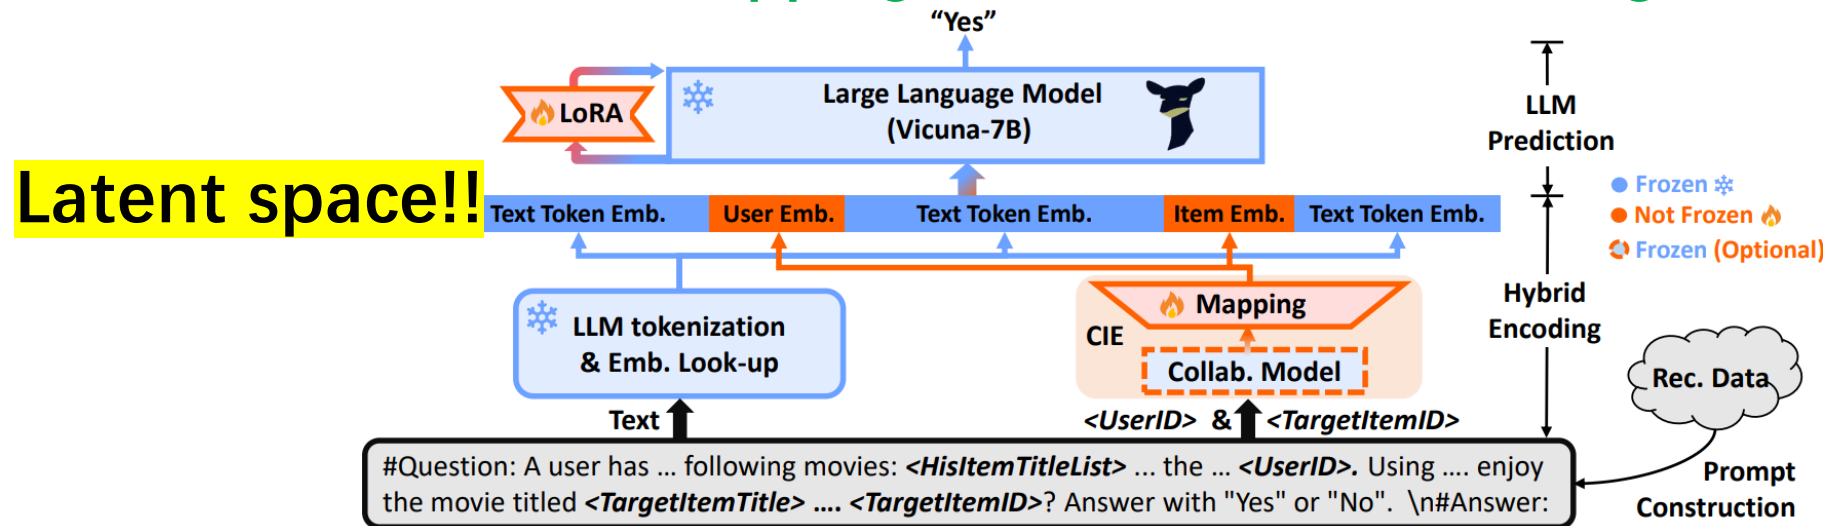 "Yes"
Large Language Model
(Vicuna-7B)
LoRA
LLM
Prediction
Latent space!!
Text Token Emb. User Emb. Text Token Emb. Item Emb. Text Token Emb.
Frozen
Not Frozen
Frozen (Optional)
LLM tokenization
& Emb. Look-up
Mapping
CIE
Collab. Model
Hybrid
Encoding
Rec. Data
Text
<UserID> & <TargetItemID>
#Question: A user has ... following movies: <HisItemTitleList> ... the ... <UserID>. Using .... enjoy
the movie titled <TargetItemTitle> .... <TargetItemID>? Answer with "Yes" or "No". \n#Answer:
Prompt
Construction